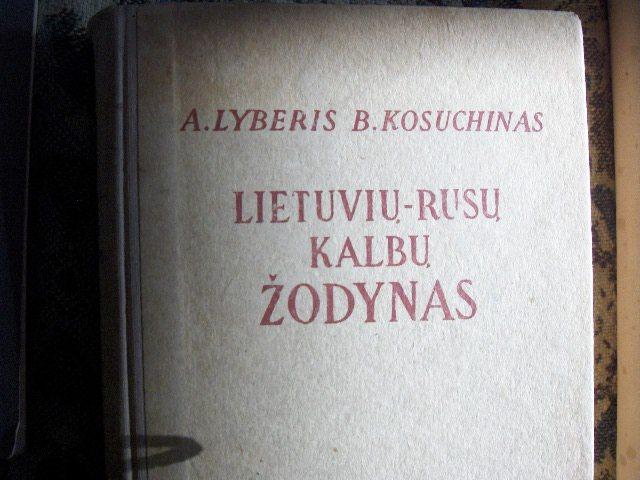 A. LYBERIS B. KOSUCHINAS
LIETUVIŲ-RUSŲ
KALBŲ
ŽODYNAS